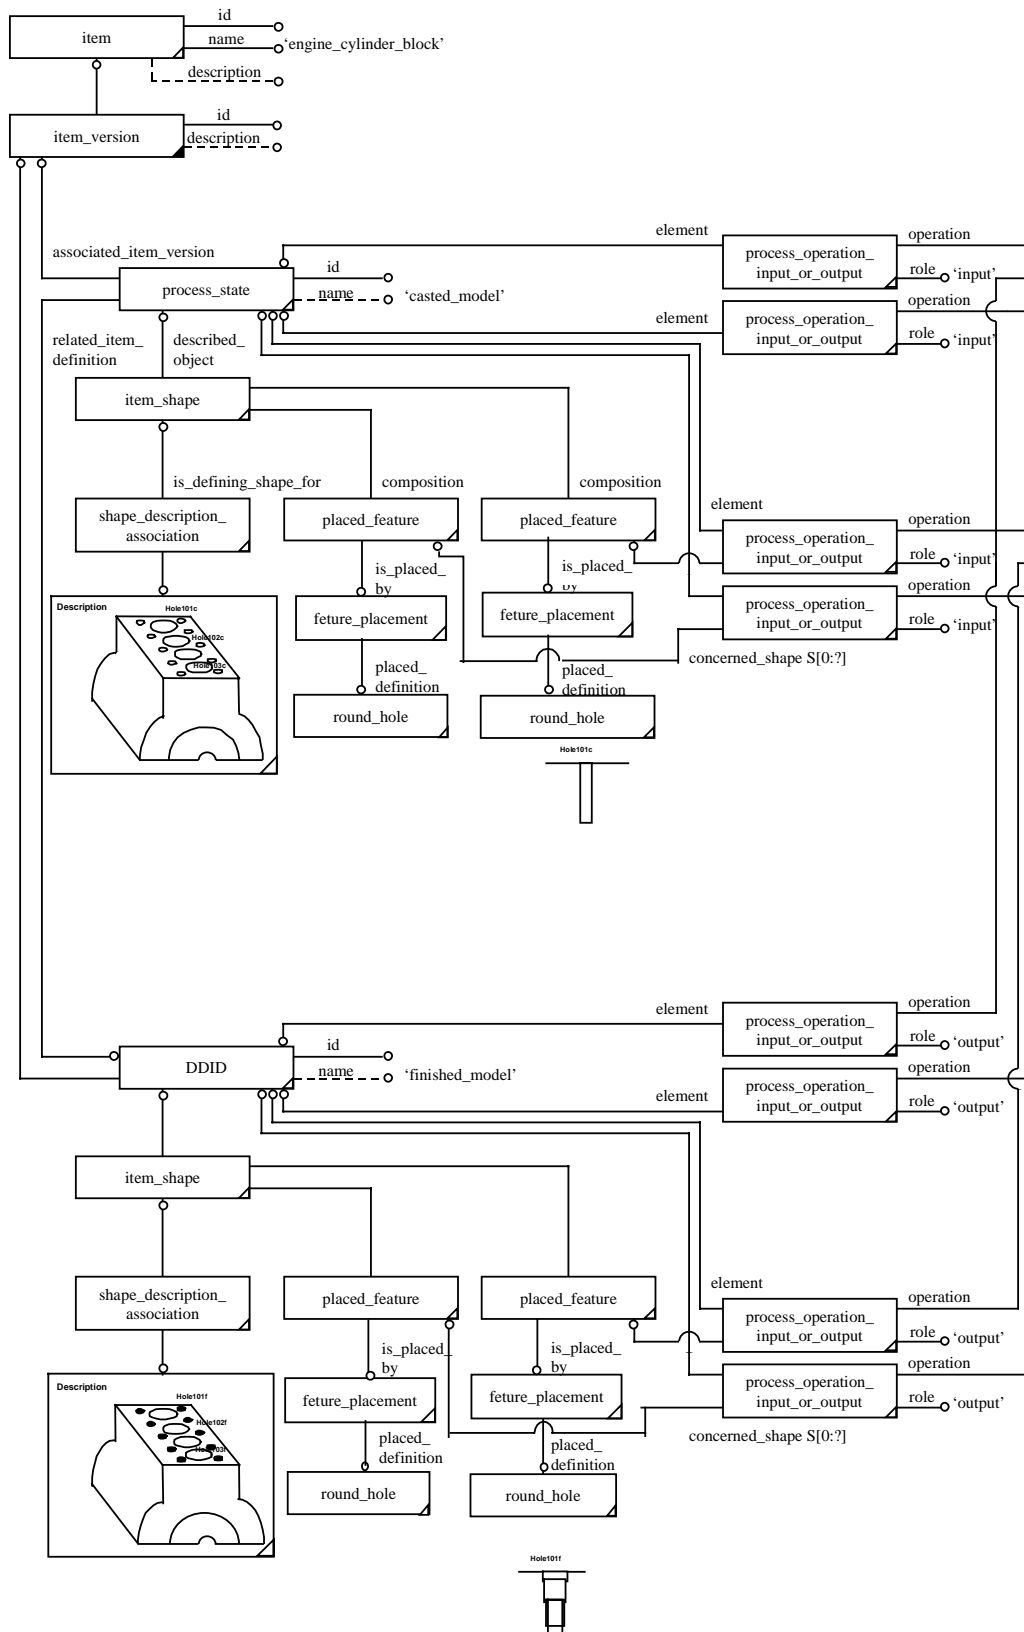 id
item
name
‘engine_cylinder_block’
description
id
item_version
description
associated_item_version
element
process_operation_
input_or_output
operation
role
‘input’
process_state
id
name
‘casted_model’
element
process_operation_
input_or_output
operation
role
‘input’
related_item_
definition
described_
object
item_shape
is_defining_shape_for
composition
composition
element
shape_description_
association
placed_feature
placed_feature
process_operation_
input_or_output
operation
role
‘input’
is_placed_
by
is_placed_
by
process_operation_
input_or_output
operation
role
‘input’
Description
Hole101c
Hole102c
Hole103c
feture_placement
feture_placement
concerned_shape S[0:?]
placed_
definition
placed_
definition
round_hole
round_hole
Hole101c
element
process_operation_
input_or_output
operation
role
‘output’
DDID
id
name
‘finished_model’
element
process_operation_
input_or_output
operation
role
‘output’
item_shape
element
shape_description_
association
placed_feature
placed_feature
process_operation_
input_or_output
operation
role
‘output’
is_placed_
by
is_placed_
by
process_operation_
input_or_output
operation
role
‘output’
Description
Hole101f
Hole102f
Hole103f
feture_placement
feture_placement
concerned_shape S[0:?]
placed_
definition
placed_
definition
round_hole
round_hole
Hole101f